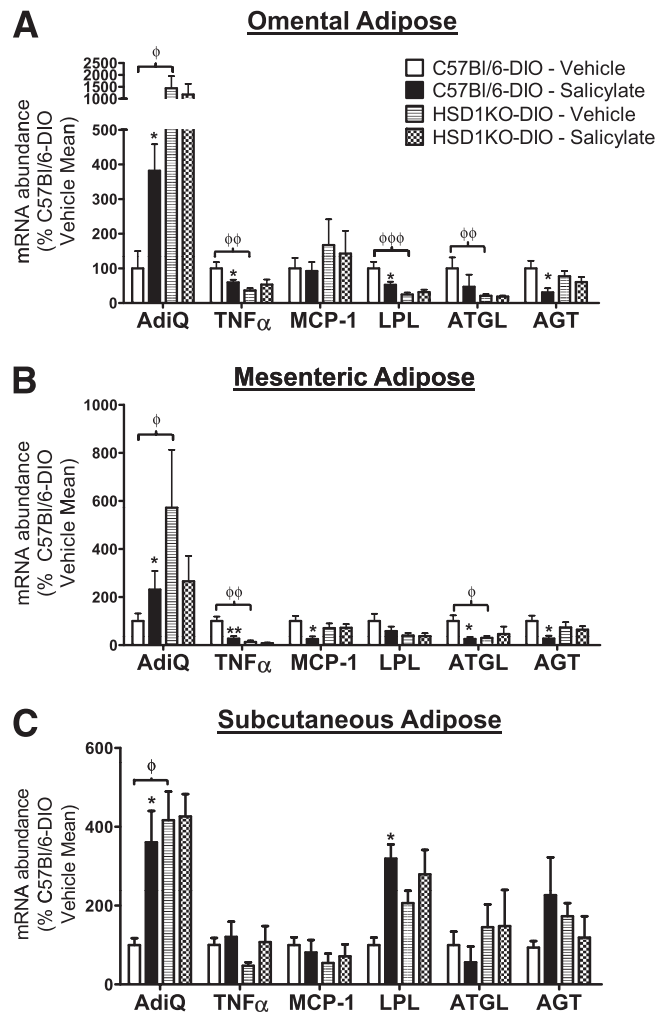 A
Omental Adipose
C57Bl/6-DIO - Vehicle
C57Bl/6-DIO - Salicylate
HSD1KO-DIO - Vehicle
HSD1KO-DIO - Salicylate
mRNA abundance
(% C57Bl/6-DIO
Vehicle Mean)
2500
2000
1500
1000
500
400
300
200
100
0
ϕ
*
ϕϕ
*
ϕϕϕ
*
ϕϕ
*
AdiQ TNFα MCP-1 LPL ATGL AGT
B
Mesenteric Adipose
mRNA abundance
(% C57Bl/6-DIO
Vehicle Mean)
1000
800
600
400
200
0
ϕ
*
ϕϕ
**
*
ϕ
*
*
AdiQ TNFα MCP-1 LPL ATGL AGT
C
Subcutaneous Adipose
mRNA abundance
(% C57Bl/6-DIO
Vehicle Mean)
600
400
200
0
ϕ
*
*
AdiQ TNFα MCP-1 LPL ATGL AGT